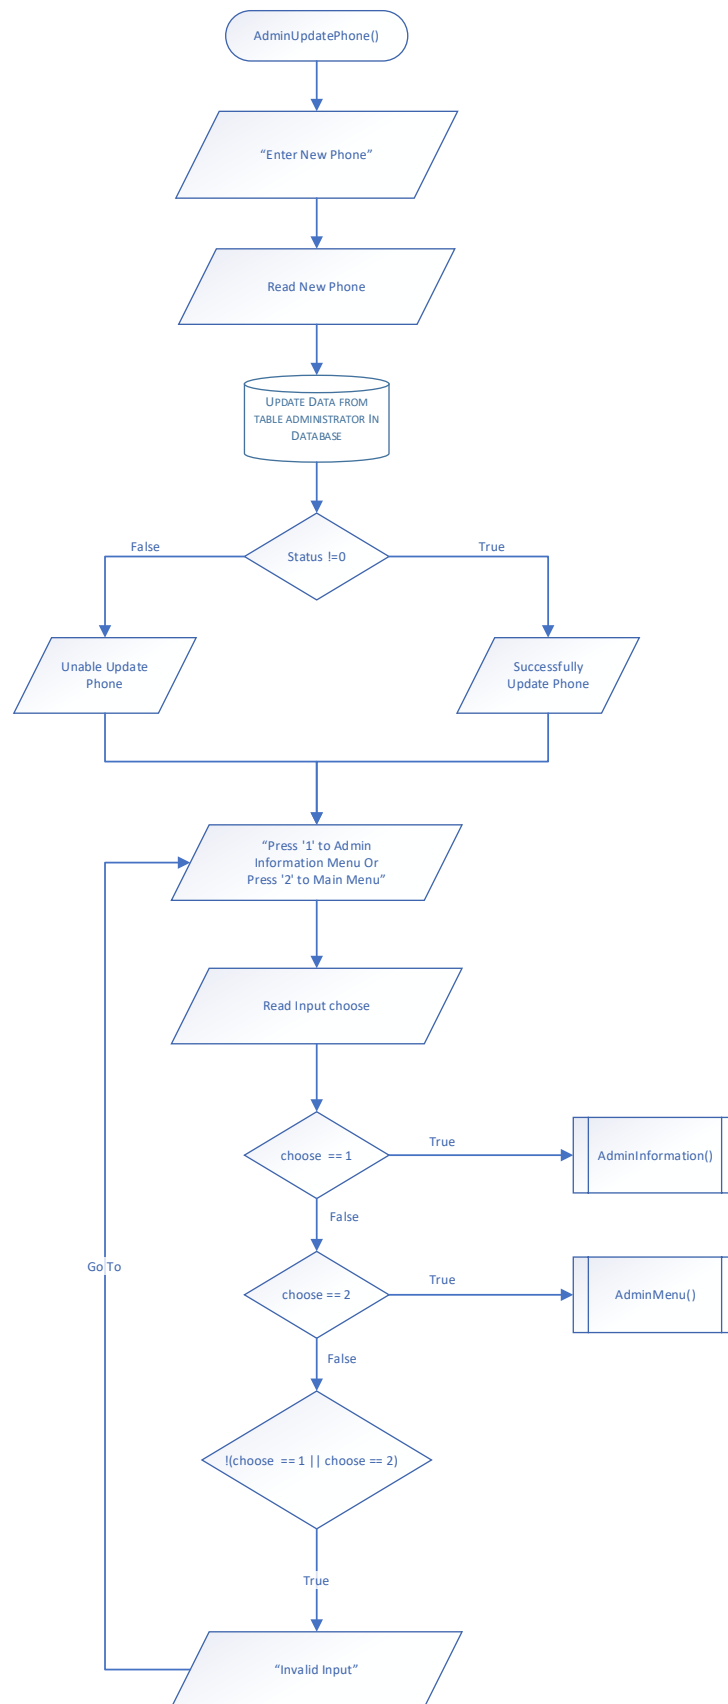 AdminUpdatePhone()
“Enter New Phone”
Read New Phone
UPDATE DATA FROM
TABLE ADMINISTRATOR IN
DATABASE
Status !=0
False
True
Unable Update
Phone
Successfully
Update Phone
“Press '1' to Admin
Information Menu Or
Press '2' to Main Menu”
Read Input choose
choose == 1
True
AdminInformation()
False
Go To
choose == 2
True
AdminMenu()
False
!(choose == 1 || choose == 2)
True
“Invalid Input”